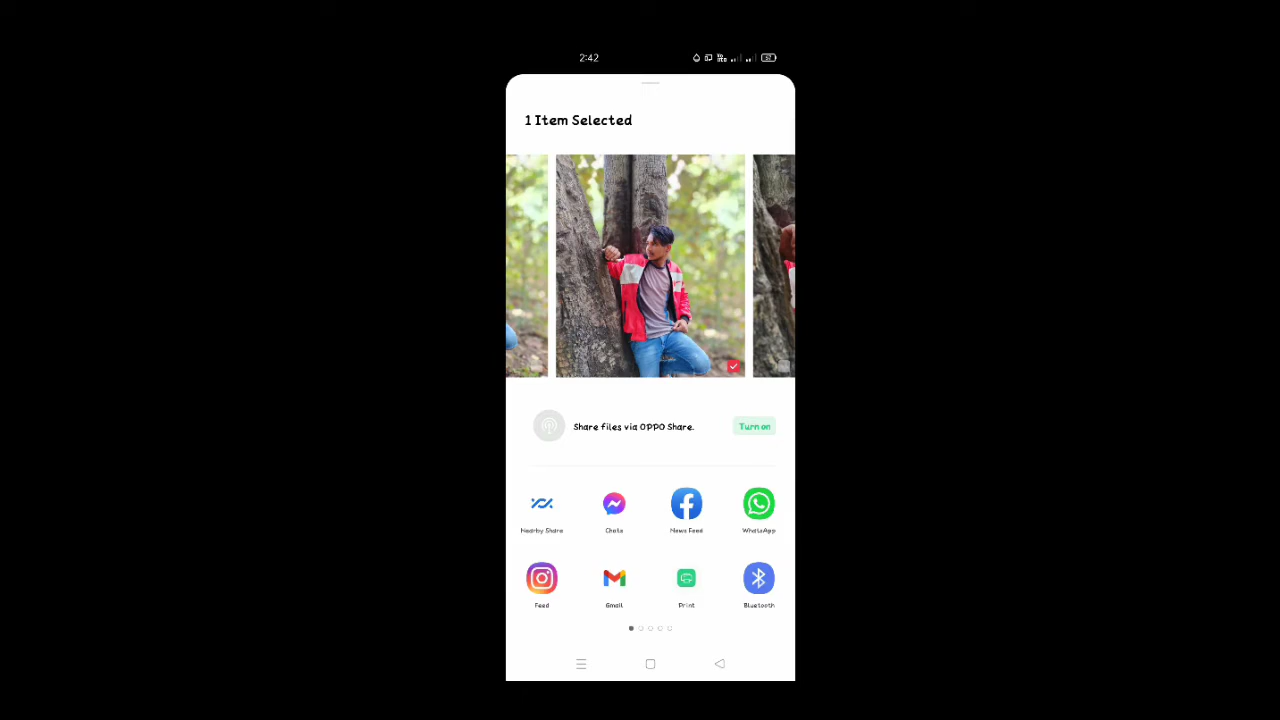 2:42
1 Item Selected
Share files via OPPO Share.
Turn on
Nearby Share
Chats
News Feed
WhatsApp
Feed
Gmail
Print
Bluetooth